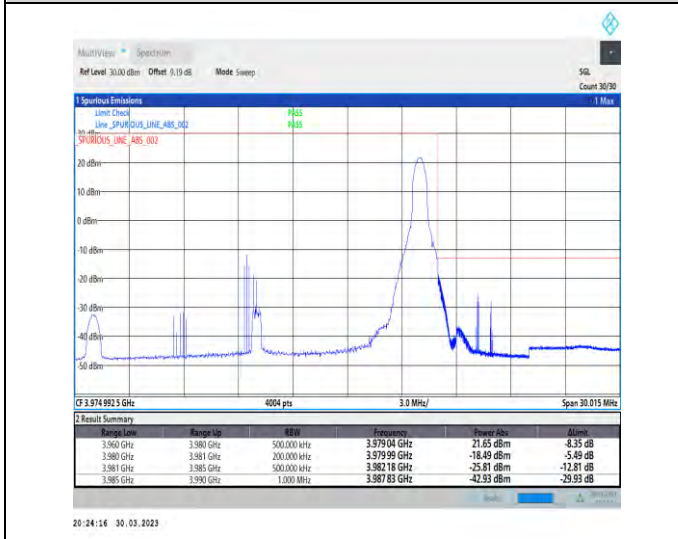 MultiView Spectrum
Ref Level 30.00 dBm Offset 9.19 dB Mode Sweep SGL
Count 30/30
1 Spurious Emissions 1 Max
Limit Check PASS
Line _SPURIOUS_LINE_ABS_002 PASS
30 dBm
_SPURIOUS_LINE_ABS_002
20 dBm
10 dBm
0 dBm
-10 dBm
-20 dBm
-30 dBm
-40 dBm
-50 dBm
CF 3.974 992 5 GHz 4004 pts 3.0 MHz/ Span 30.015 MHz
2 Result Summary
Range Low Range Up RBW Frequency Power Abs ΔLimit
3.960 GHz 3.980 GHz 500.000 kHz 3.979 04 GHz 21.65 dBm -8.35 dB
3.980 GHz 3.981 GHz 200.000 kHz 3.979 99 GHz -18.49 dBm -5.49 dB
3.981 GHz 3.985 GHz 500.000 kHz 3.982 18 GHz -25.81 dBm -12.81 dB
3.985 GHz 3.990 GHz 1.000 MHz 3.987 83 GHz -42.93 dBm -29.93 dB
Ready
20:24:16 30.03.2023